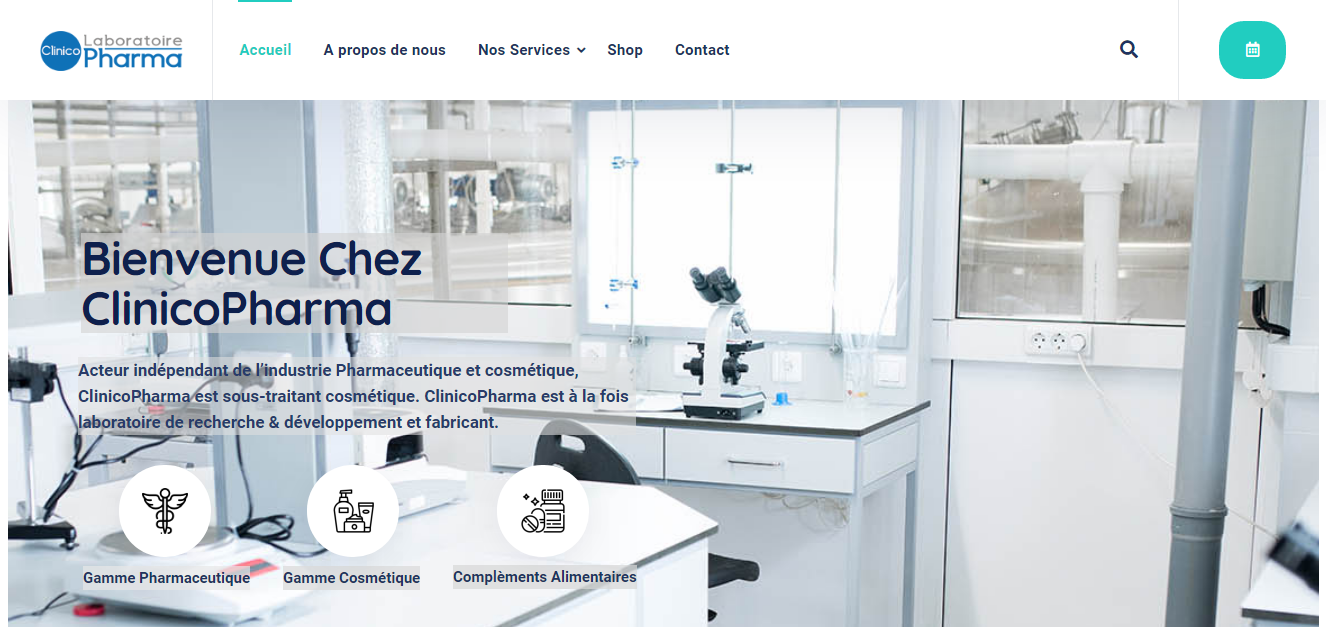 Clinico
Laboratoire
Pharma
Accueil
A propos de nous
Nos Services
Shop
Contact
Bienvenue Chez
ClinicoPharma
Acteur indépendant de l'industrie Pharmaceutique et cosmétique,
ClinicoPharma est sous-traitant cosmétique. ClinicoPharma est à la fois
laboratoire de recherche & développement et fabricant.
Gamme Pharmaceutique
Gamme Cosmétique
Complèments Alimentaires